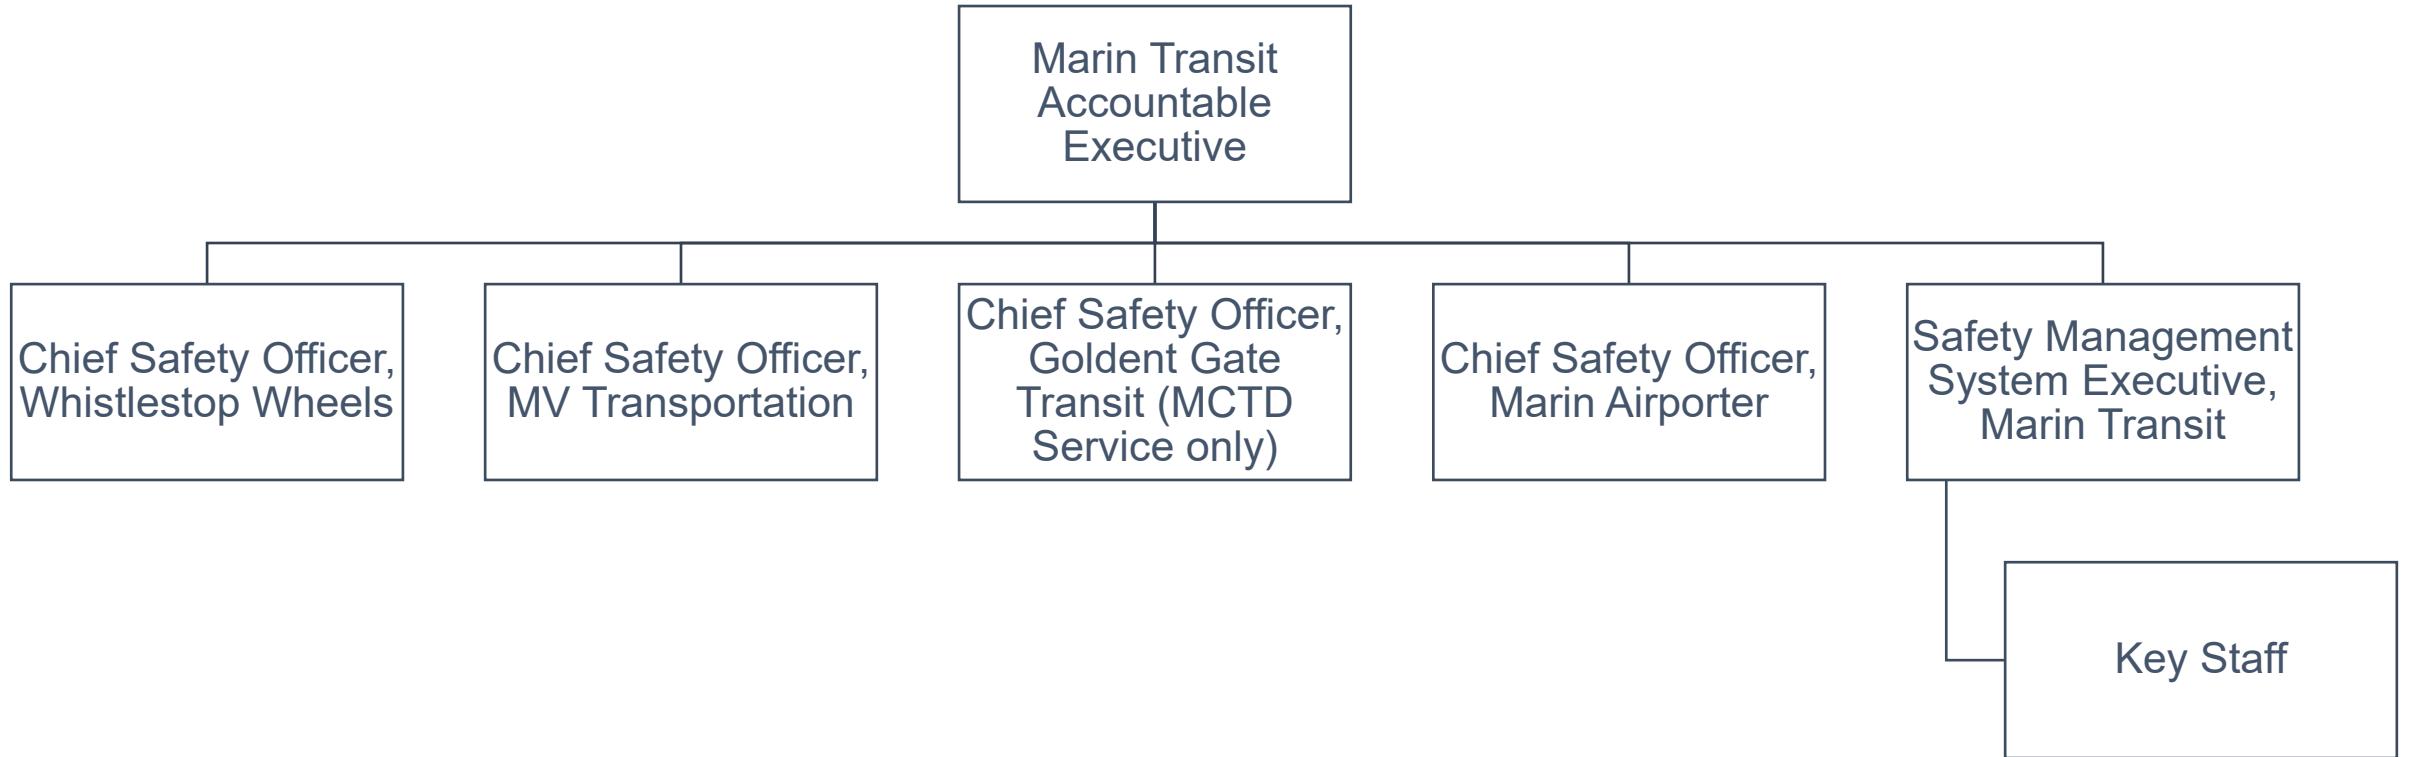 Marin Transit
Accountable
Executive
Chief Safety Officer,
Whistlestop Wheels
Chief Safety Officer,
MV Transportation
Chief Safety Officer,
Goldent Gate
Transit (MCTD
Service only)
Chief Safety Officer,
Marin Airporter
Safety Management
System Executive,
Marin Transit
Key Staff